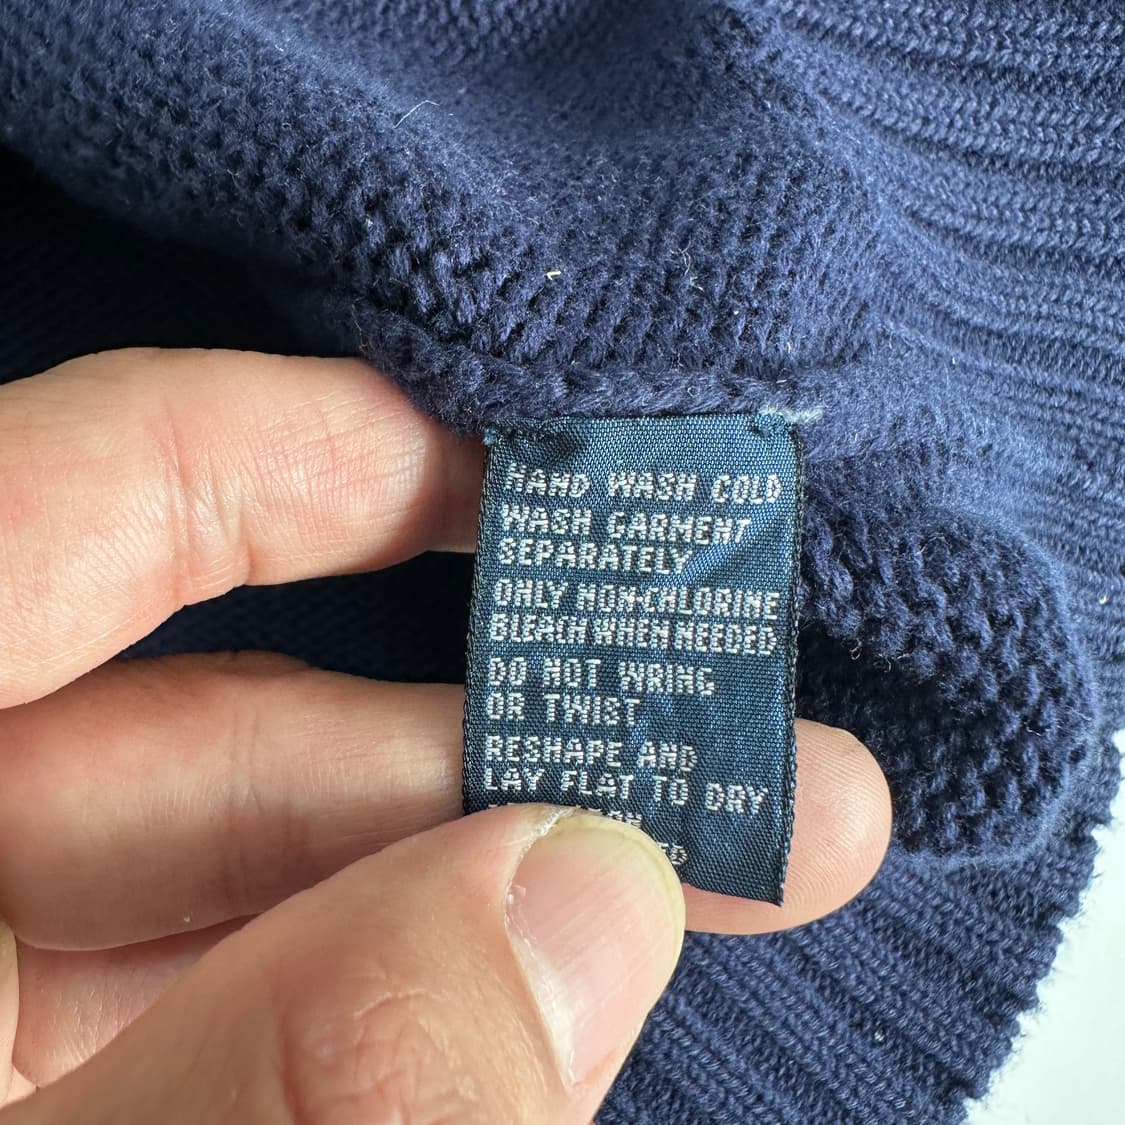 HAND WASH COLD
WASH GARMENT
SEPARATELY
ONLY NON-CHLORINE
BLEACH WHEN NEEDED
DO NOT WRING
OR TWIST
RESHAPE AND
LAY FLAT TO DRY